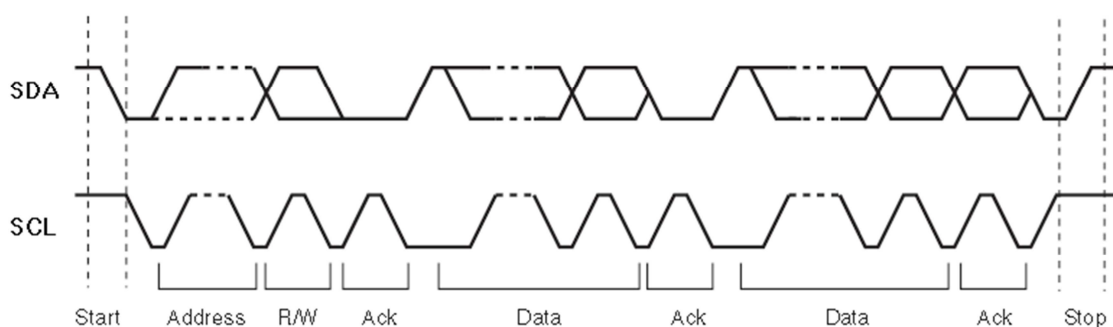 SDA
SCL
Start Address R/W Ack Data Ack Data Ack Stop